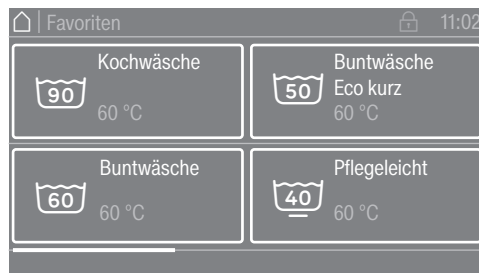 Favoriten 11:02
Kochwäsche
90
60 °C
Buntwäsche
50 Eco kurz
60 °C
Buntwäsche
60
60 °C
Pflegeleicht
40
60 °C